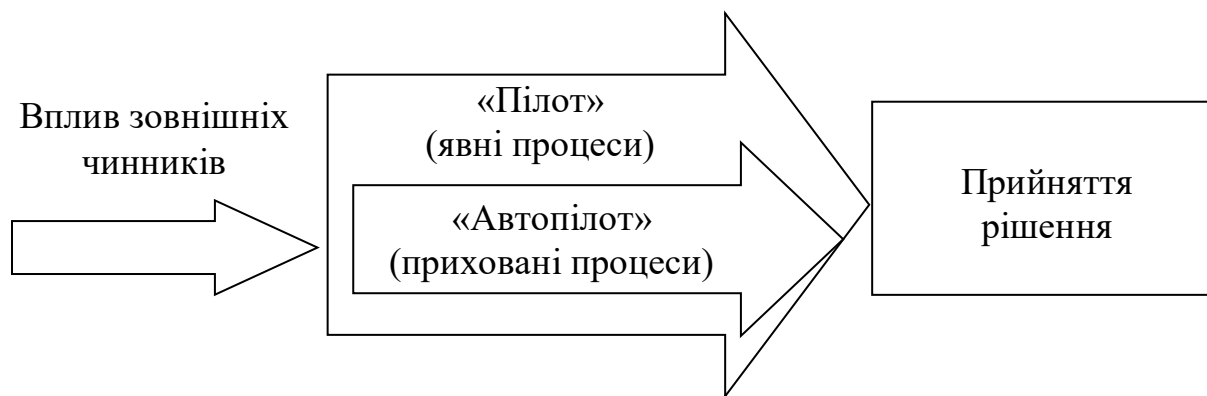 Вплив зовнішніх
чинників
«Пілот»
(явні процеси)
«Автопілот»
(приховані процеси)
Прийняття
рішення